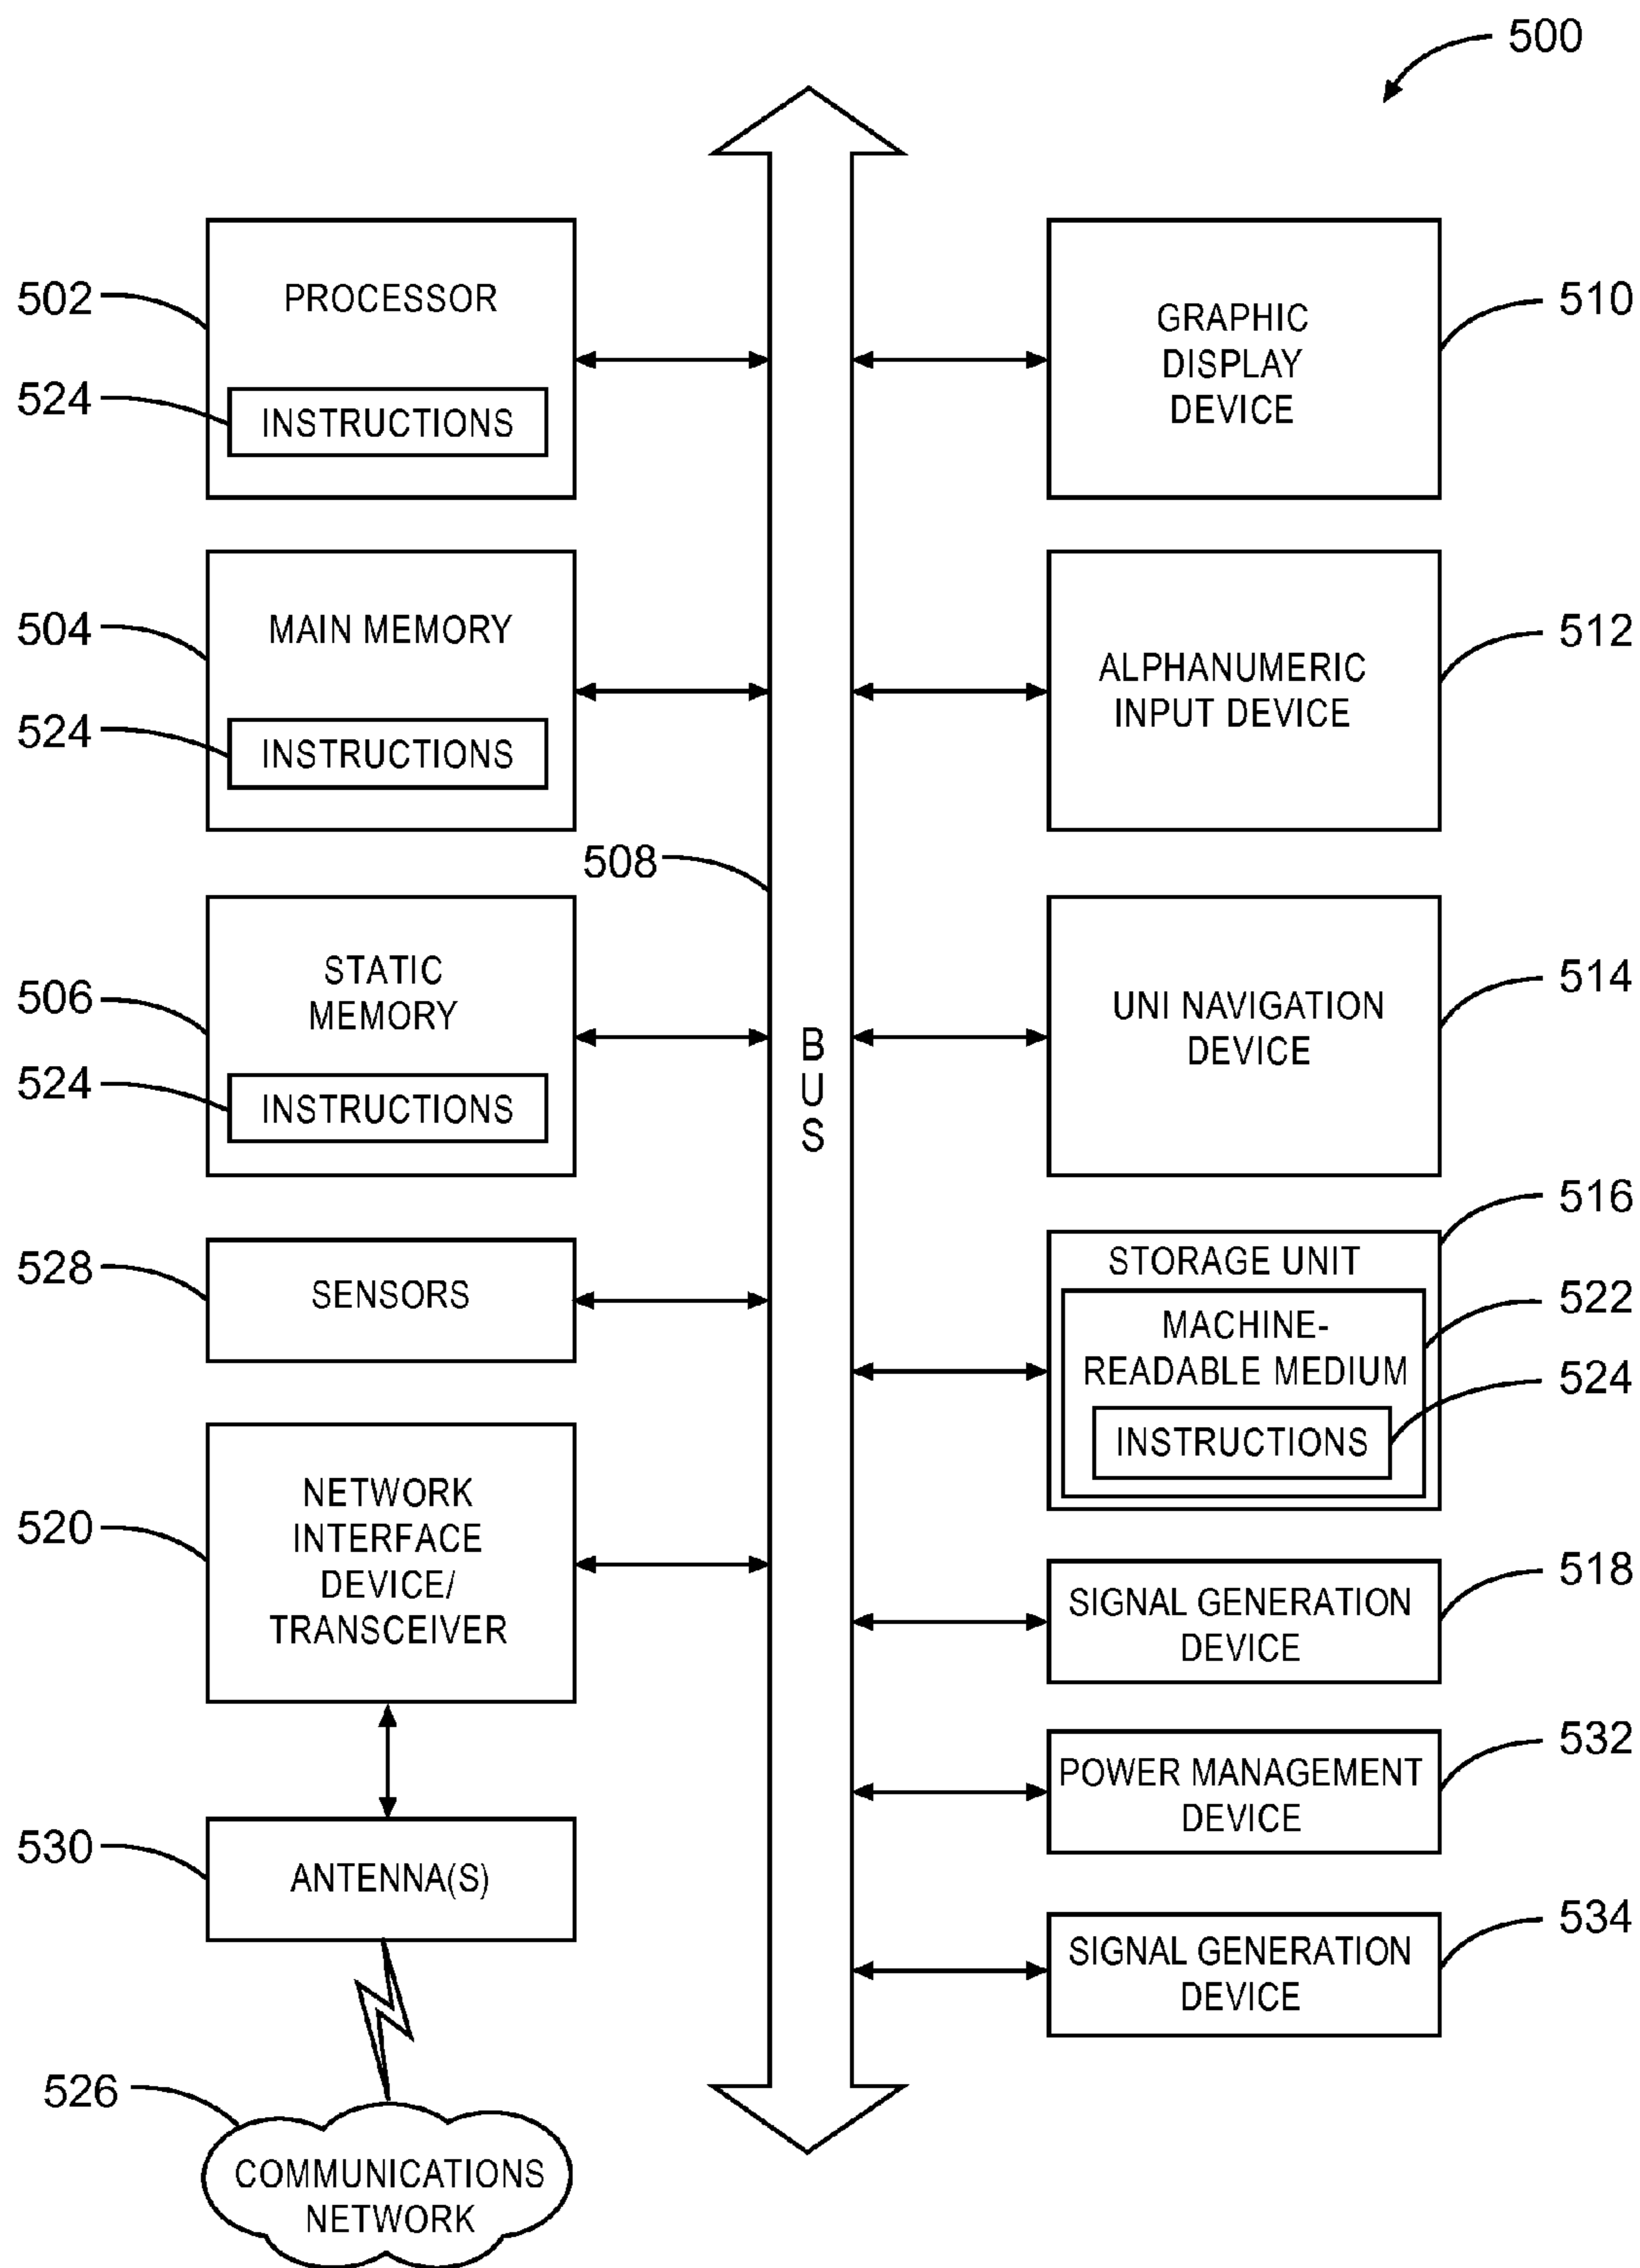 500
502
PROCESSOR
524
INSTRUCTIONS
504
MAIN MEMORY
524
INSTRUCTIONS
508
506
STATIC
MEMORY
524
INSTRUCTIONS
528
SENSORS
520
NETWORK
INTERFACE
DEVICE/
TRANSCEIVER
530
ANTENNA(S)
526
COMMUNICATIONS
NETWORK
B
U
S
GRAPHIC
DISPLAY
DEVICE
510
ALPHANUMERIC
INPUT DEVICE
512
UNI NAVIGATION
DEVICE
514
516
STORAGE UNIT
522
MACHINE-
READABLE MEDIUM
524
INSTRUCTIONS
518
SIGNAL GENERATION
DEVICE
532
POWER MANAGEMENT
DEVICE
534
SIGNAL GENERATION
DEVICE